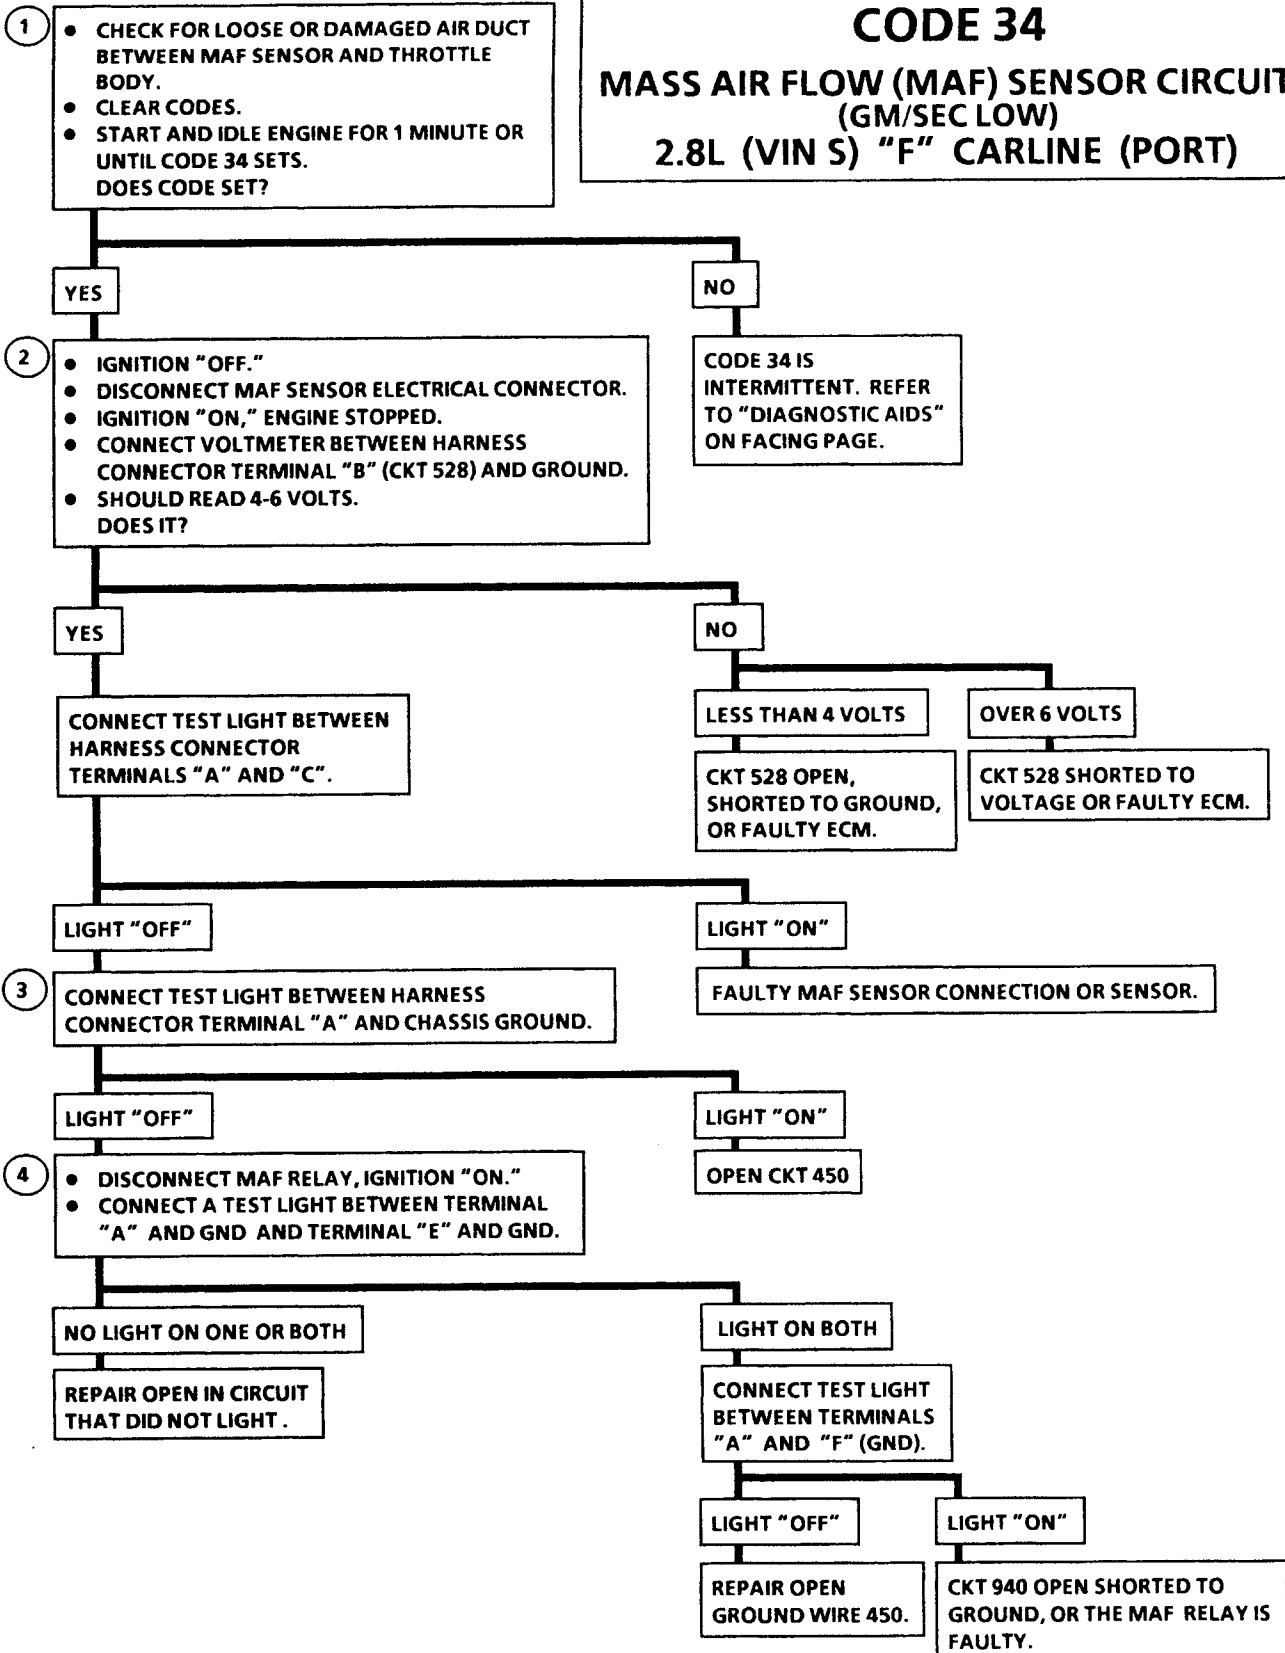 CODE 34
MASS AIR FLOW (MAF) SENSOR CIRCUIT
(GM/SEC LOW)
2.8L (VIN S) "F" CARLINE (PORT)
1
● CHECK FOR LOOSE OR DAMAGED AIR DUCT
BETWEEN MAF SENSOR AND THROTTLE
BODY.
● CLEAR CODES.
● START AND IDLE ENGINE FOR 1 MINUTE OR
UNTIL CODE 34 SETS.
DOES CODE SET?
YES
NO
2
● IGNITION "OFF."
● DISCONNECT MAF SENSOR ELECTRICAL CONNECTOR.
● IGNITION "ON," ENGINE STOPPED.
● CONNECT VOLTMETER BETWEEN HARNESS
CONNECTOR TERMINAL "B" (CKT 528) AND GROUND.
● SHOULD READ 4-6 VOLTS.
DOES IT?
CODE 34 IS
INTERMITTENT. REFER
TO "DIAGNOSTIC AIDS"
ON FACING PAGE.
YES
NO
CONNECT TEST LIGHT BETWEEN
HARNESS CONNECTOR
TERMINALS "A" AND "C".
LESS THAN 4 VOLTS
OVER 6 VOLTS
CKT 528 OPEN,
SHORTED TO GROUND,
OR FAULTY ECM.
CKT 528 SHORTED TO
VOLTAGE OR FAULTY ECM.
LIGHT "OFF"
LIGHT "ON"
3
CONNECT TEST LIGHT BETWEEN HARNESS
CONNECTOR TERMINAL "A" AND CHASSIS GROUND.
FAULTY MAF SENSOR CONNECTION OR SENSOR.
LIGHT "OFF"
LIGHT "ON"
4
● DISCONNECT MAF RELAY, IGNITION "ON."
● CONNECT A TEST LIGHT BETWEEN TERMINAL
"A" AND GND AND TERMINAL "E" AND GND.
OPEN CKT 450
NO LIGHT ON ONE OR BOTH
LIGHT ON BOTH
REPAIR OPEN IN CIRCUIT
THAT DID NOT LIGHT .
CONNECT TEST LIGHT
BETWEEN TERMINALS
"A" AND "F" (GND).
LIGHT "OFF"
LIGHT "ON"
REPAIR OPEN
GROUND WIRE 450.
CKT 940 OPEN SHORTED TO
GROUND, OR THE MAF RELAY IS
FAULTY.